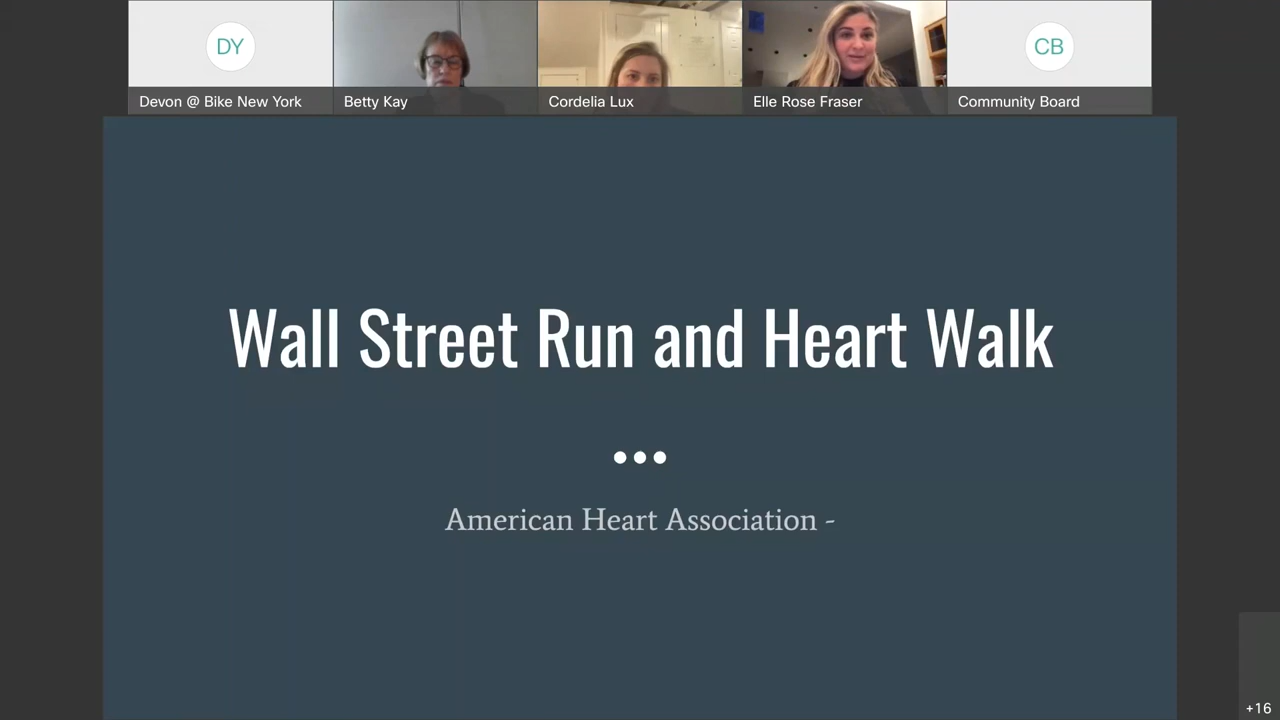 DY
CB
Devon @ Bike New York
Betty Kay
Cordelia Lux
Elle Rose Fraser
Community Board
Wall Street Run and Heart Walk
American Heart Association -
+16